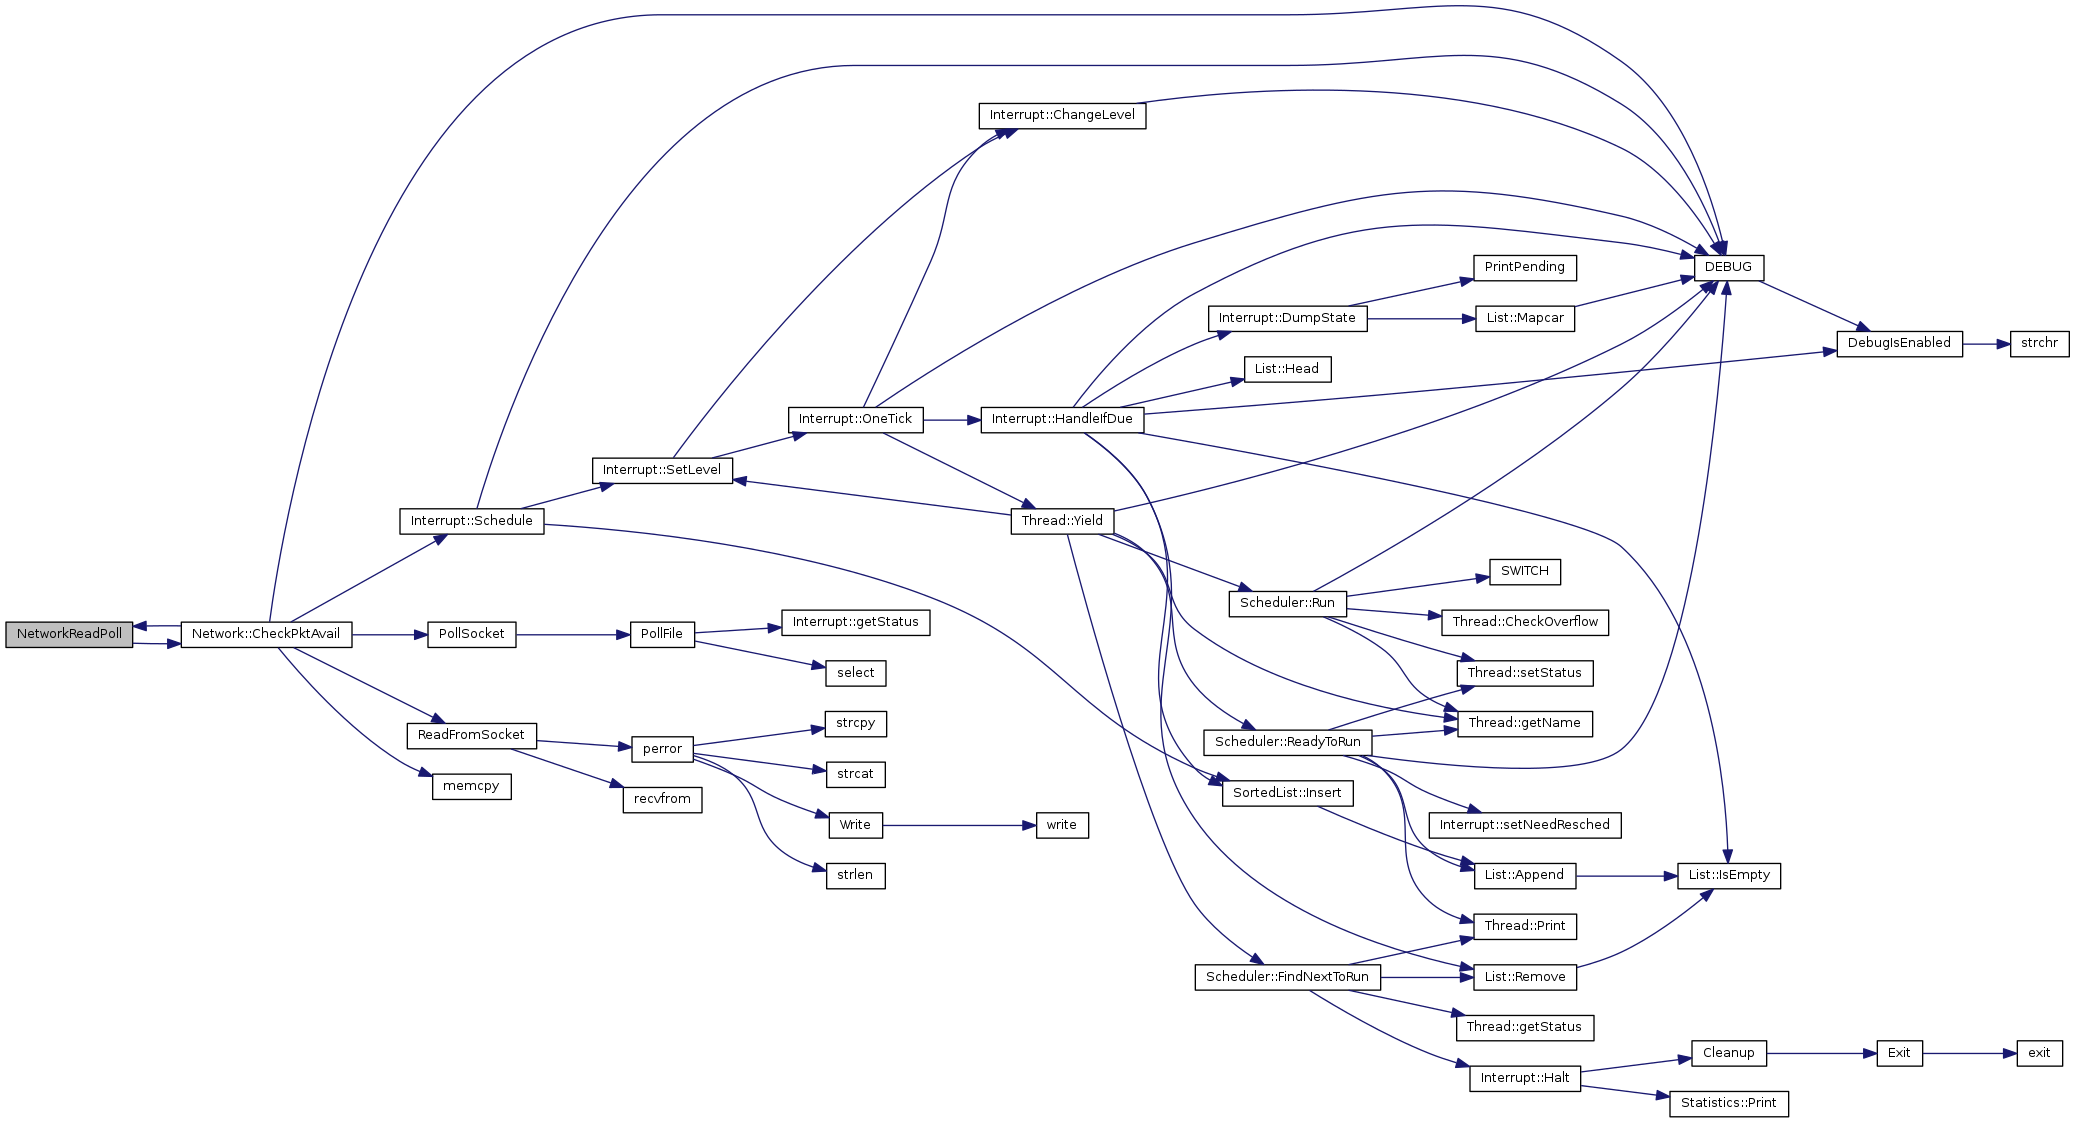 Interrupt::ChangeLevel
PrintPending
DEBUG
Interrupt::DumpState
List::Mapcar
DebugIsEnabled
strchr
List::Head
Interrupt::OneTick
Interrupt::HandleIfDue
Interrupt::SetLevel
Interrupt::Schedule
Thread::Yield
SWITCH
Scheduler::Run
Thread::CheckOverflow
Interrupt::getStatus
NetworkReadPoll
Network::CheckPktAvail
PollSocket
PollFile
select
Thread::setStatus
strcpy
Thread::getName
ReadFromSocket
perror
Scheduler::ReadyToRun
strcat
memcpy
recvfrom
SortedList::Insert
Write
write
Interrupt::setNeedResched
strlen
List::Append
List::IsEmpty
Thread::Print
Scheduler::FindNextToRun
List::Remove
Thread::getStatus
Cleanup
Exit
exit
Interrupt::Halt
Statistics::Print